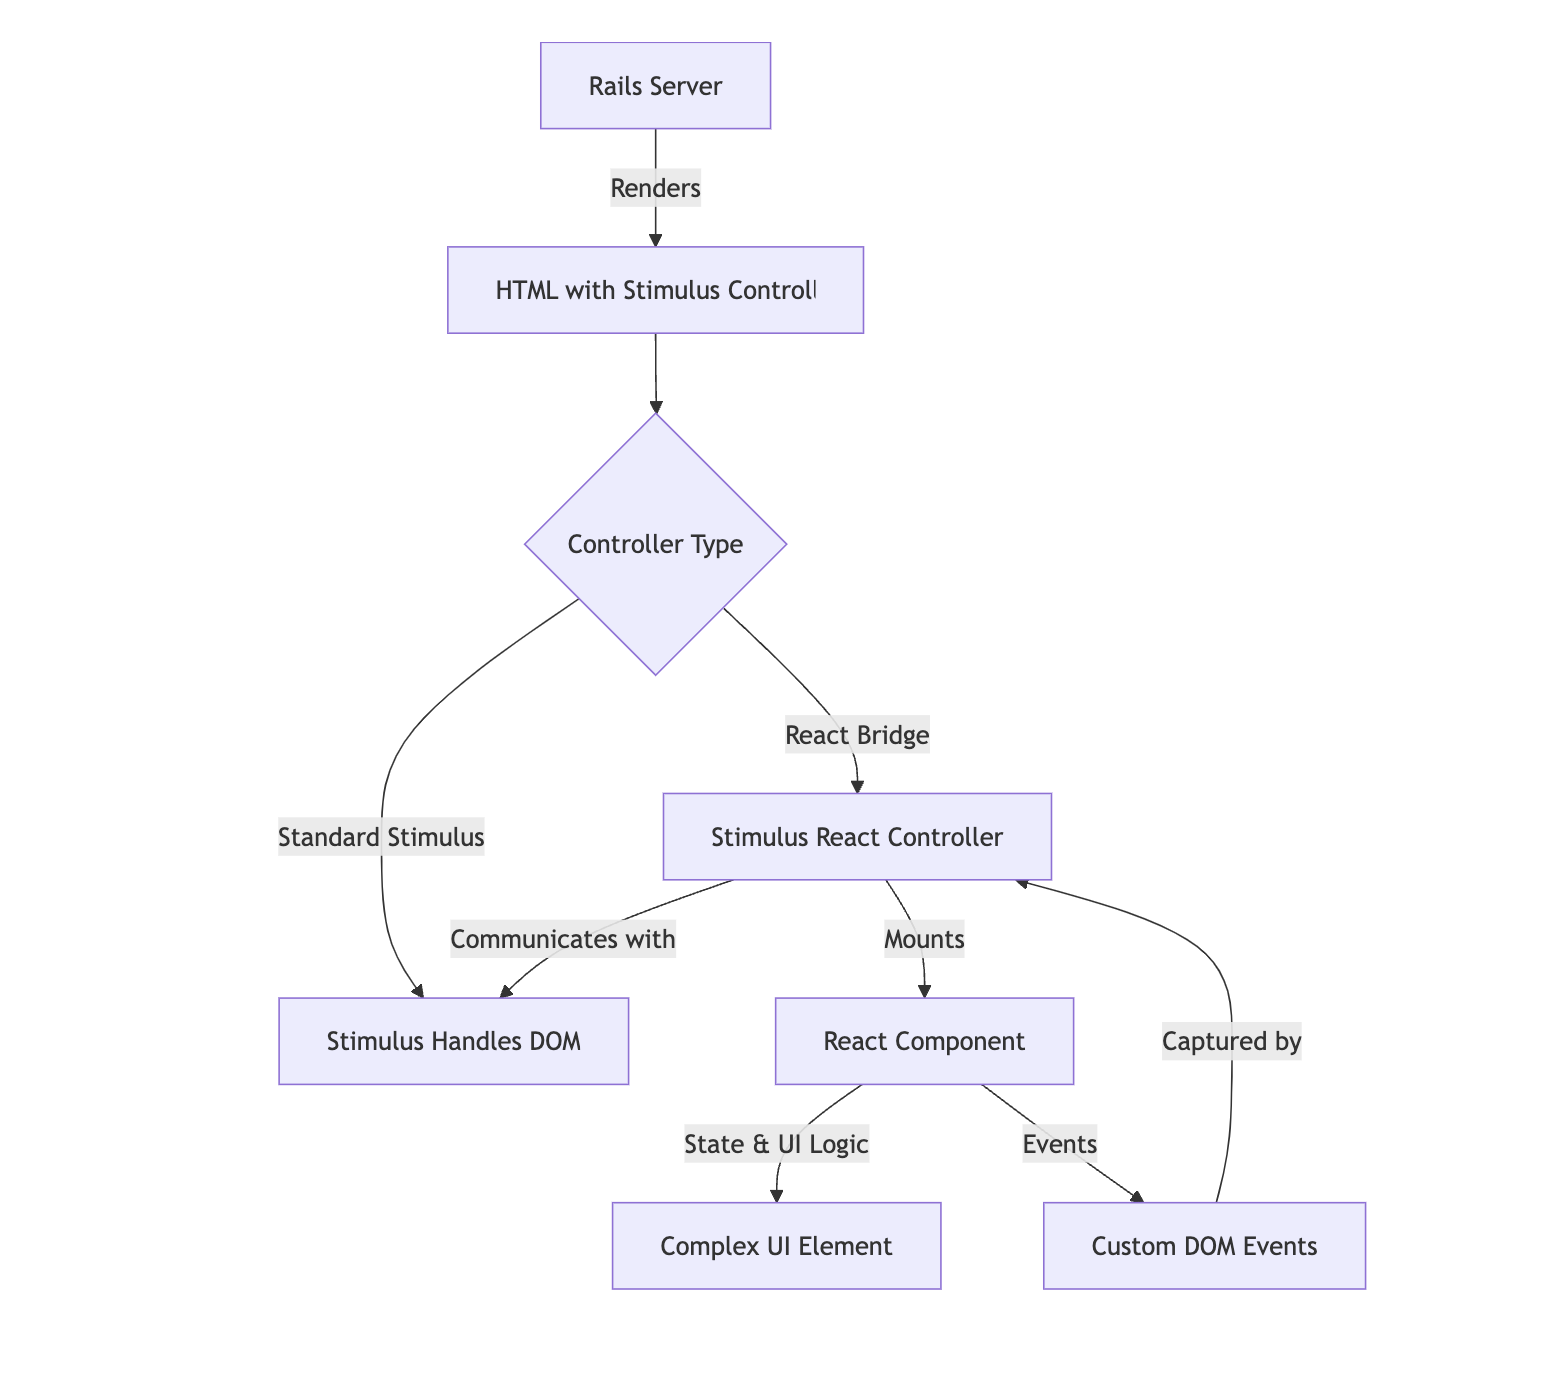 Rails Server
Renders
HTML with Stimulus Control
Controller Type
React Bridge
Standard Stimulus
Stimulus React Controller
Communicates with
Mounts
Stimulus Handles DOM
React Component
Captured by
State & UI Logic
Events
Complex UI Element
Custom DOM Events